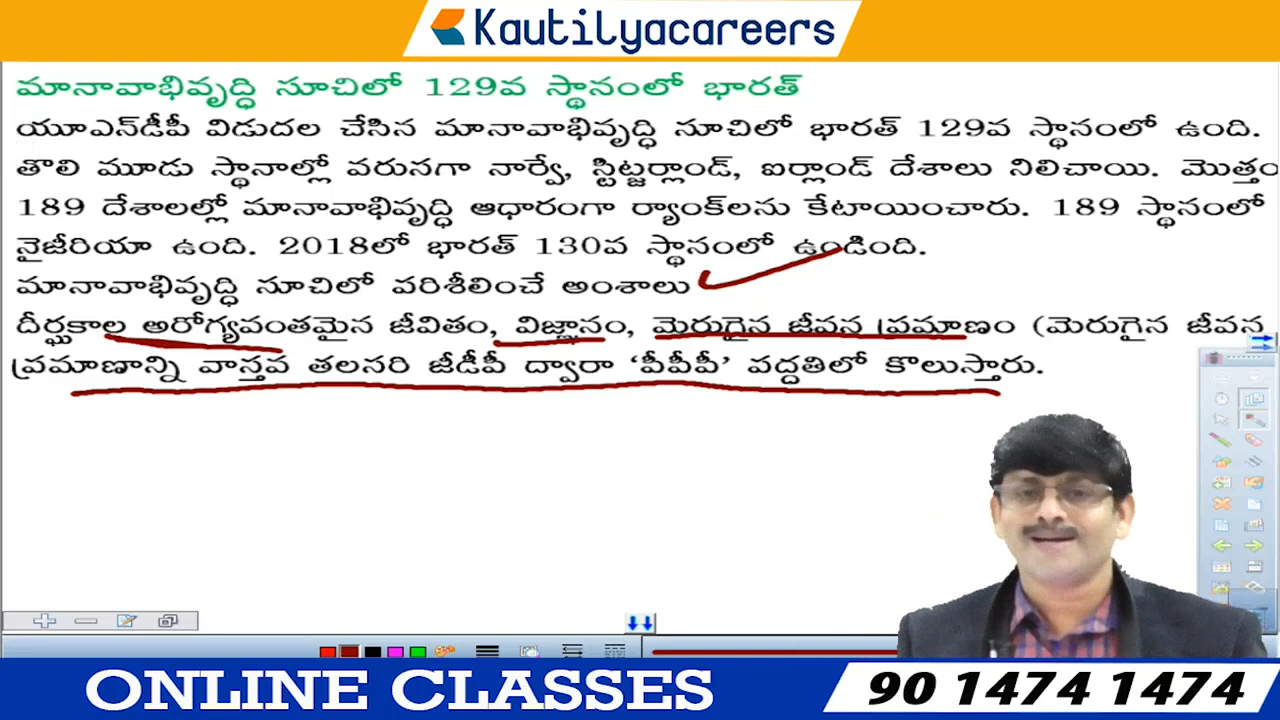 Kautilyacareers
మానావాభివృద్ధి సూచిలో 129వ స్థానంలో భారత్
యూఎన్‌డీపీ విడుదల చేసిన మానావాభివృద్ధి సూచిలో భారత్ 129వ స్థానంలో ఉంది.
తొలి మూడు స్థానాల్లో వరుసగా నార్వే, స్విట్జర్లాండ్, ఐర్లాండ్ దేశాలు నిలిచాయి. మొత్తం
189 దేశాలల్లో మానావాభివృద్ధి ఆధారంగా ర్యాంక్‌లను కేటాయించారు. 189 స్థానంలో
నైజీరియా ఉంది. 2018లో భారత్ 130వ స్థానంలో ఉండింది.
మానావాభివృద్ధి సూచిలో పరిశీలించే అంశాలు
దీర్ఘకాల అరోగ్యవంతమైన జీవితం, విజ్ఞానం, మెరుగైన జీవన ప్రమాణం (మెరుగైన జీవన
ప్రమాణాన్ని వాస్తవ తలసరి జీడీపీ ద్వారా ‘పీపీపీ’ పద్దతిలో కొలుస్తారు.
ONLINE CLASSES
90 1474 1474